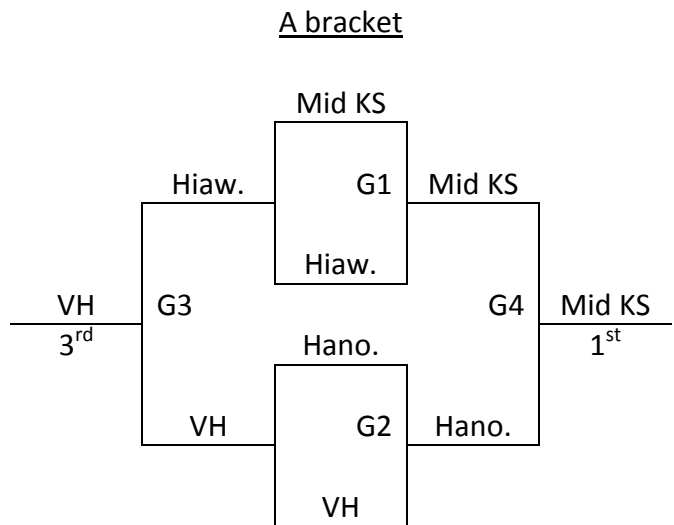 A bracket
Mid KS
Hiaw. G1 Mid KS
Hiaw.
VH G3 G4 Mid KS
3rd 1st
Hano.
VH G2 Hano.
VH